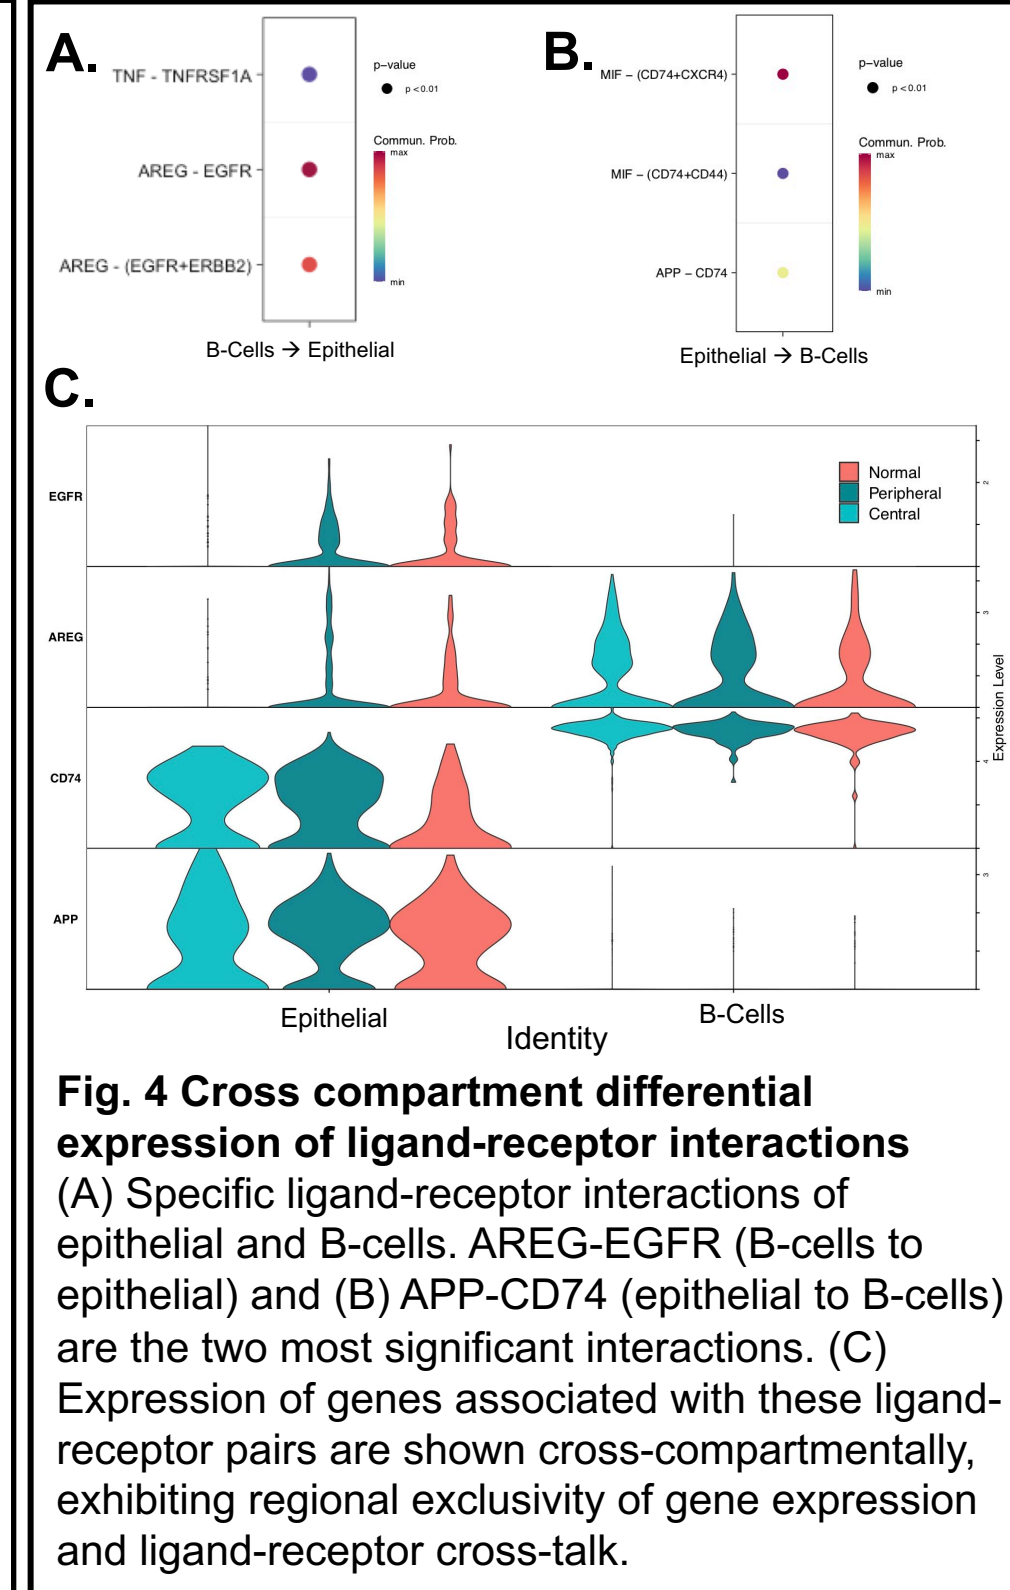 A.
TNF - TNFRSF1A
AREG - EGFR
AREG - (EGFR+ERBB2)
p-value
p < 0.01
Commun. Prob.
max
min
B-Cells → Epithelial
B.
MIF – (CD74+CXCR4)
MIF – (CD74+CD44)
APP – CD74
p-value
p < 0.01
Commun. Prob.
max
min
Epithelial → B-Cells
C.
EGFR
AREG
CD74
APP
Normal
Peripheral
Central
2
3
4
3
Expression Level
Epithelial
B-Cells
Identity
Fig. 4 Cross compartment differential
expression of ligand-receptor interactions
(A) Specific ligand-receptor interactions of
epithelial and B-cells. AREG-EGFR (B-cells to
epithelial) and (B) APP-CD74 (epithelial to B-cells)
are the two most significant interactions. (C)
Expression of genes associated with these ligand-
receptor pairs are shown cross-compartmentally,
exhibiting regional exclusivity of gene expression
and ligand-receptor cross-talk.